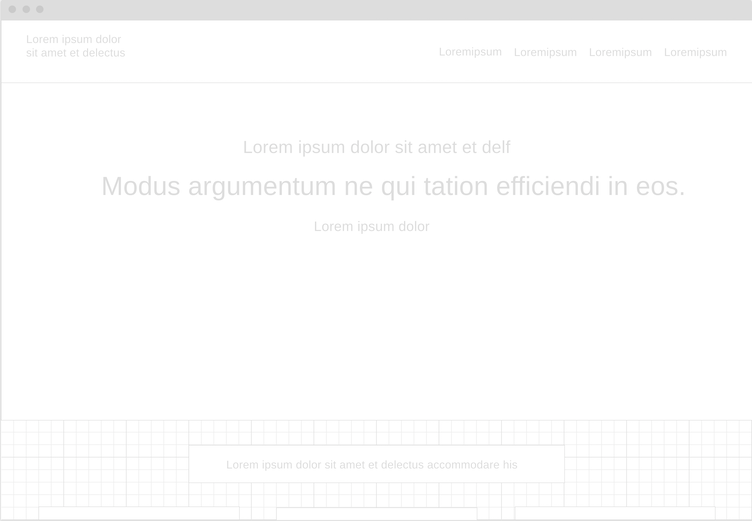 Lorem ipsum dolor
sit amet et delectus
Loremipsum Loremipsum Loremipsum Loremipsum
Lorem ipsum dolor sit amet et delf
Modus argumentum ne qui tation efficiendi in eos.
Lorem ipsum dolor
Lorem ipsum dolor sit amet et delectus accommodare his